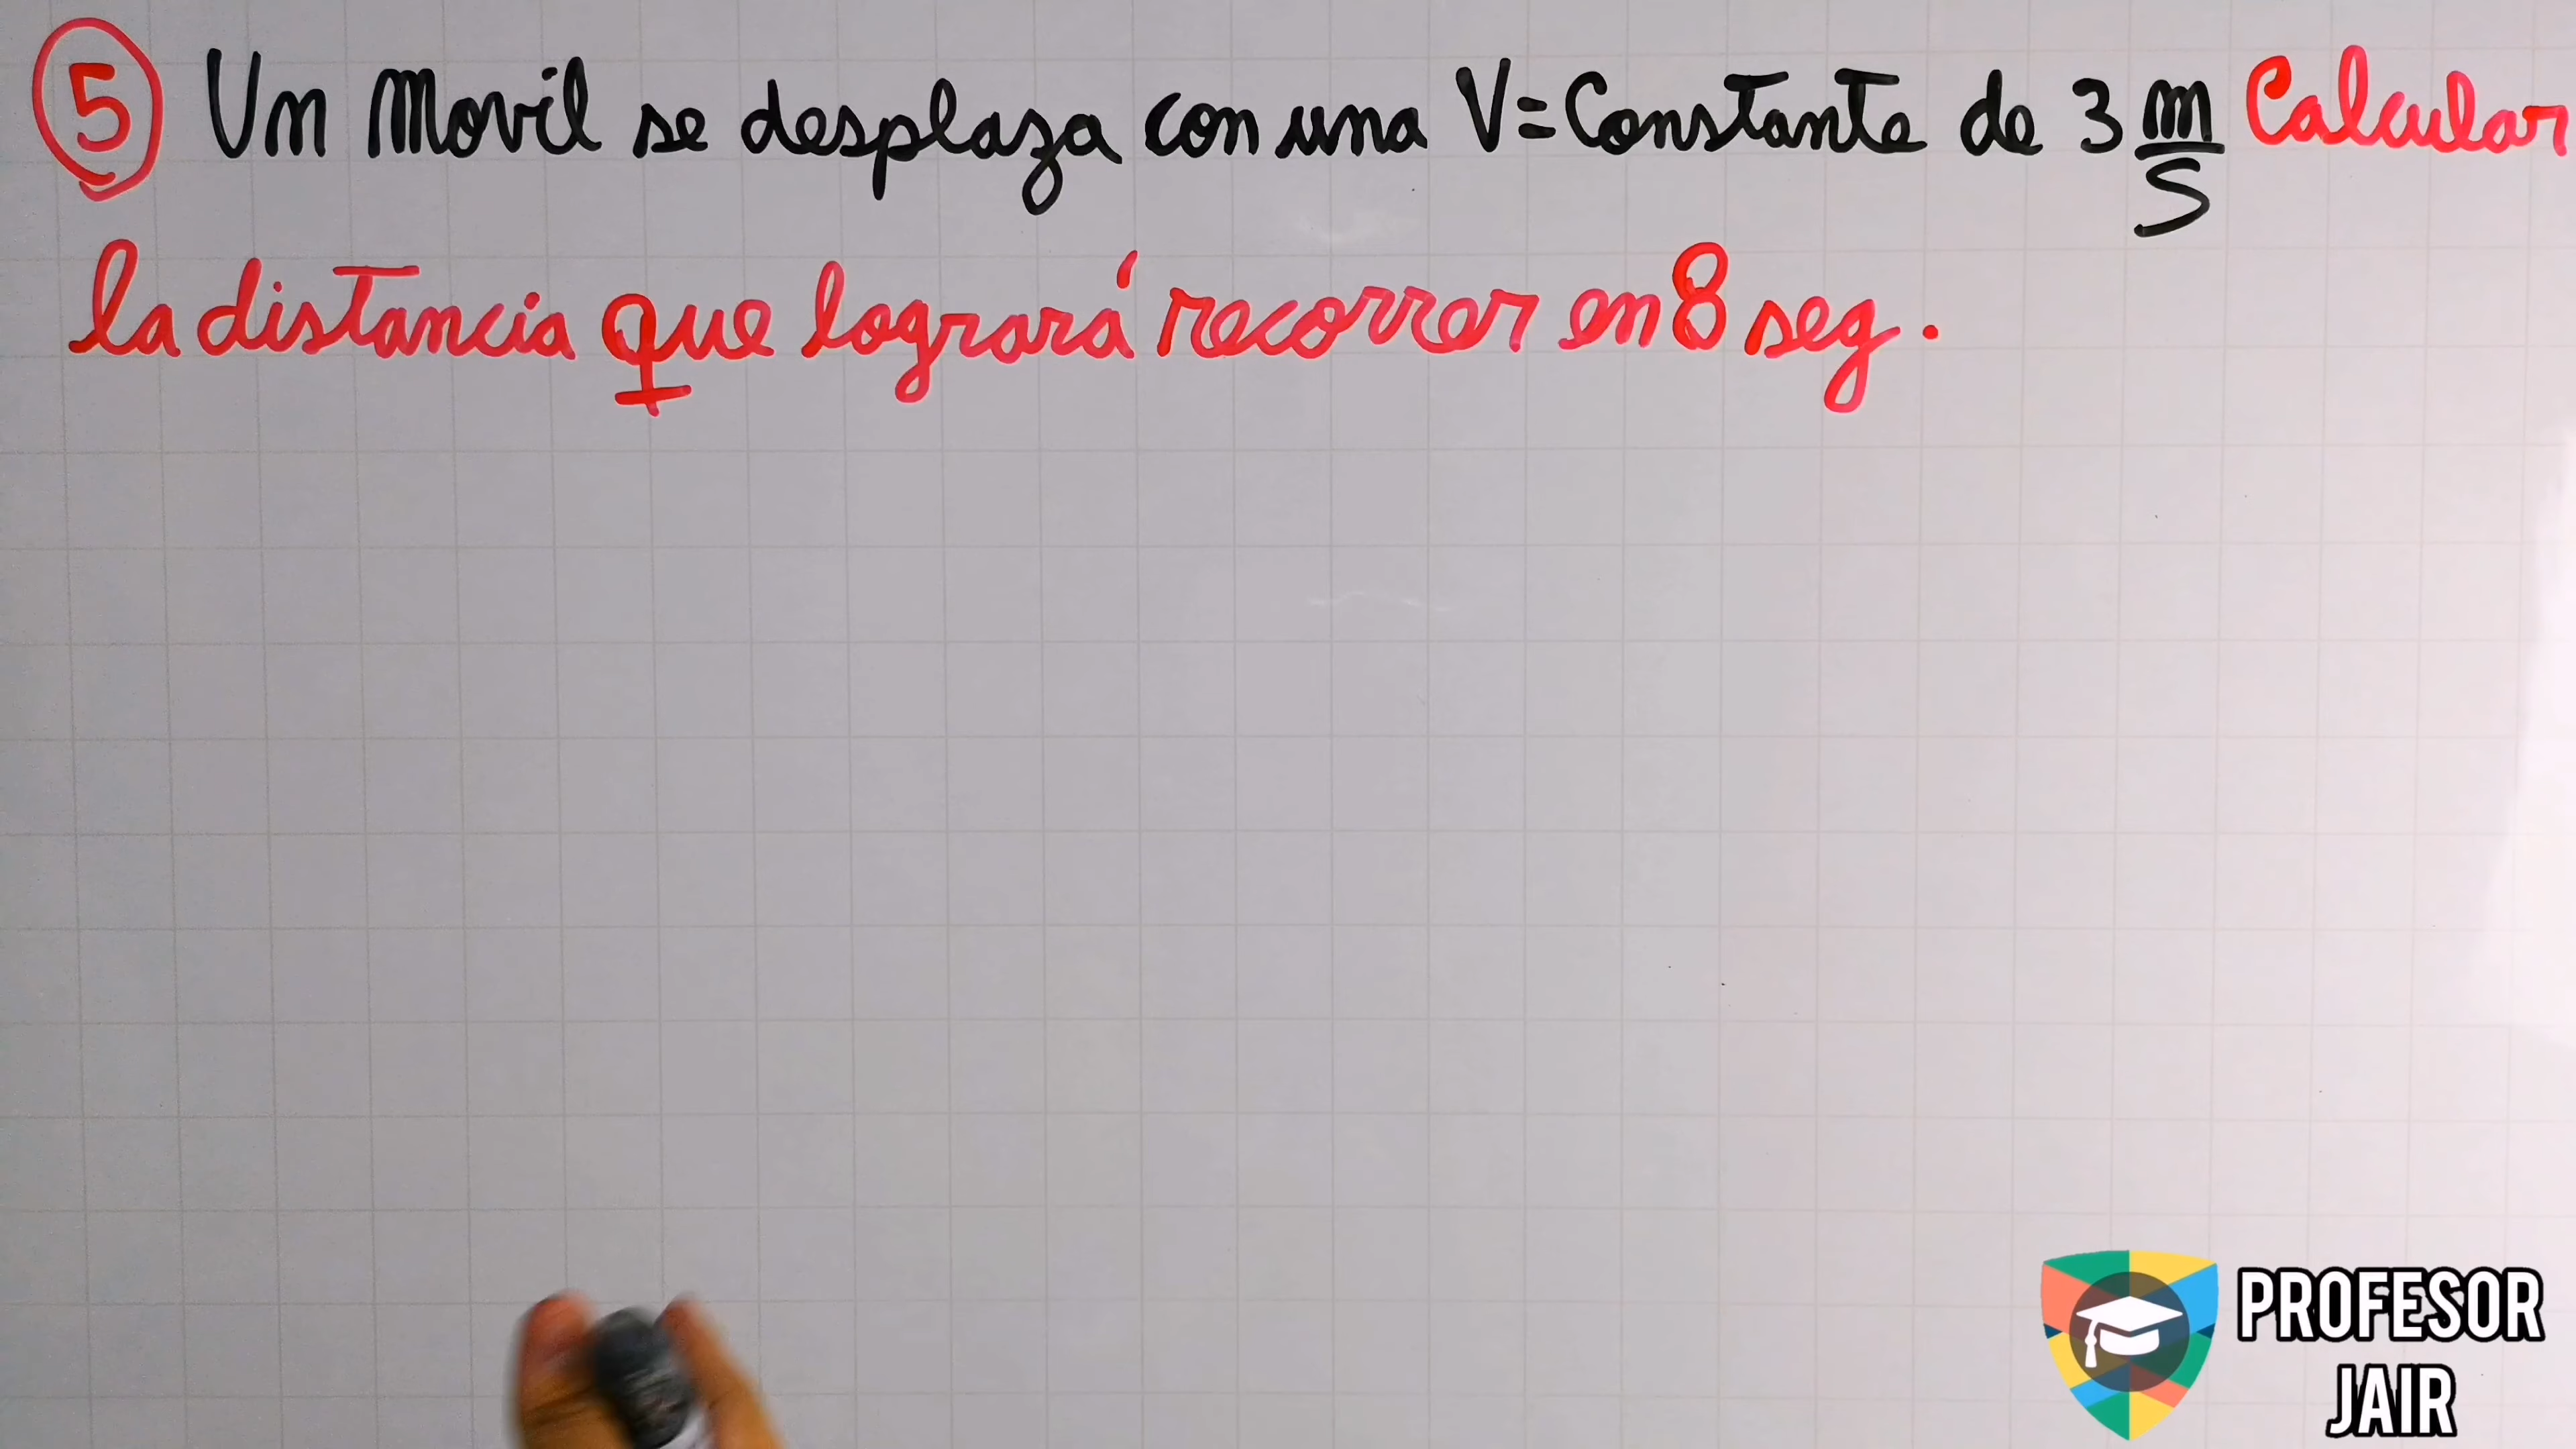 5 Un Movil se desplaza con una V=Constante de 3 m/s Calcular
la distancia que logrará recorrer en 8 seg.
PROFESOR
JAIR